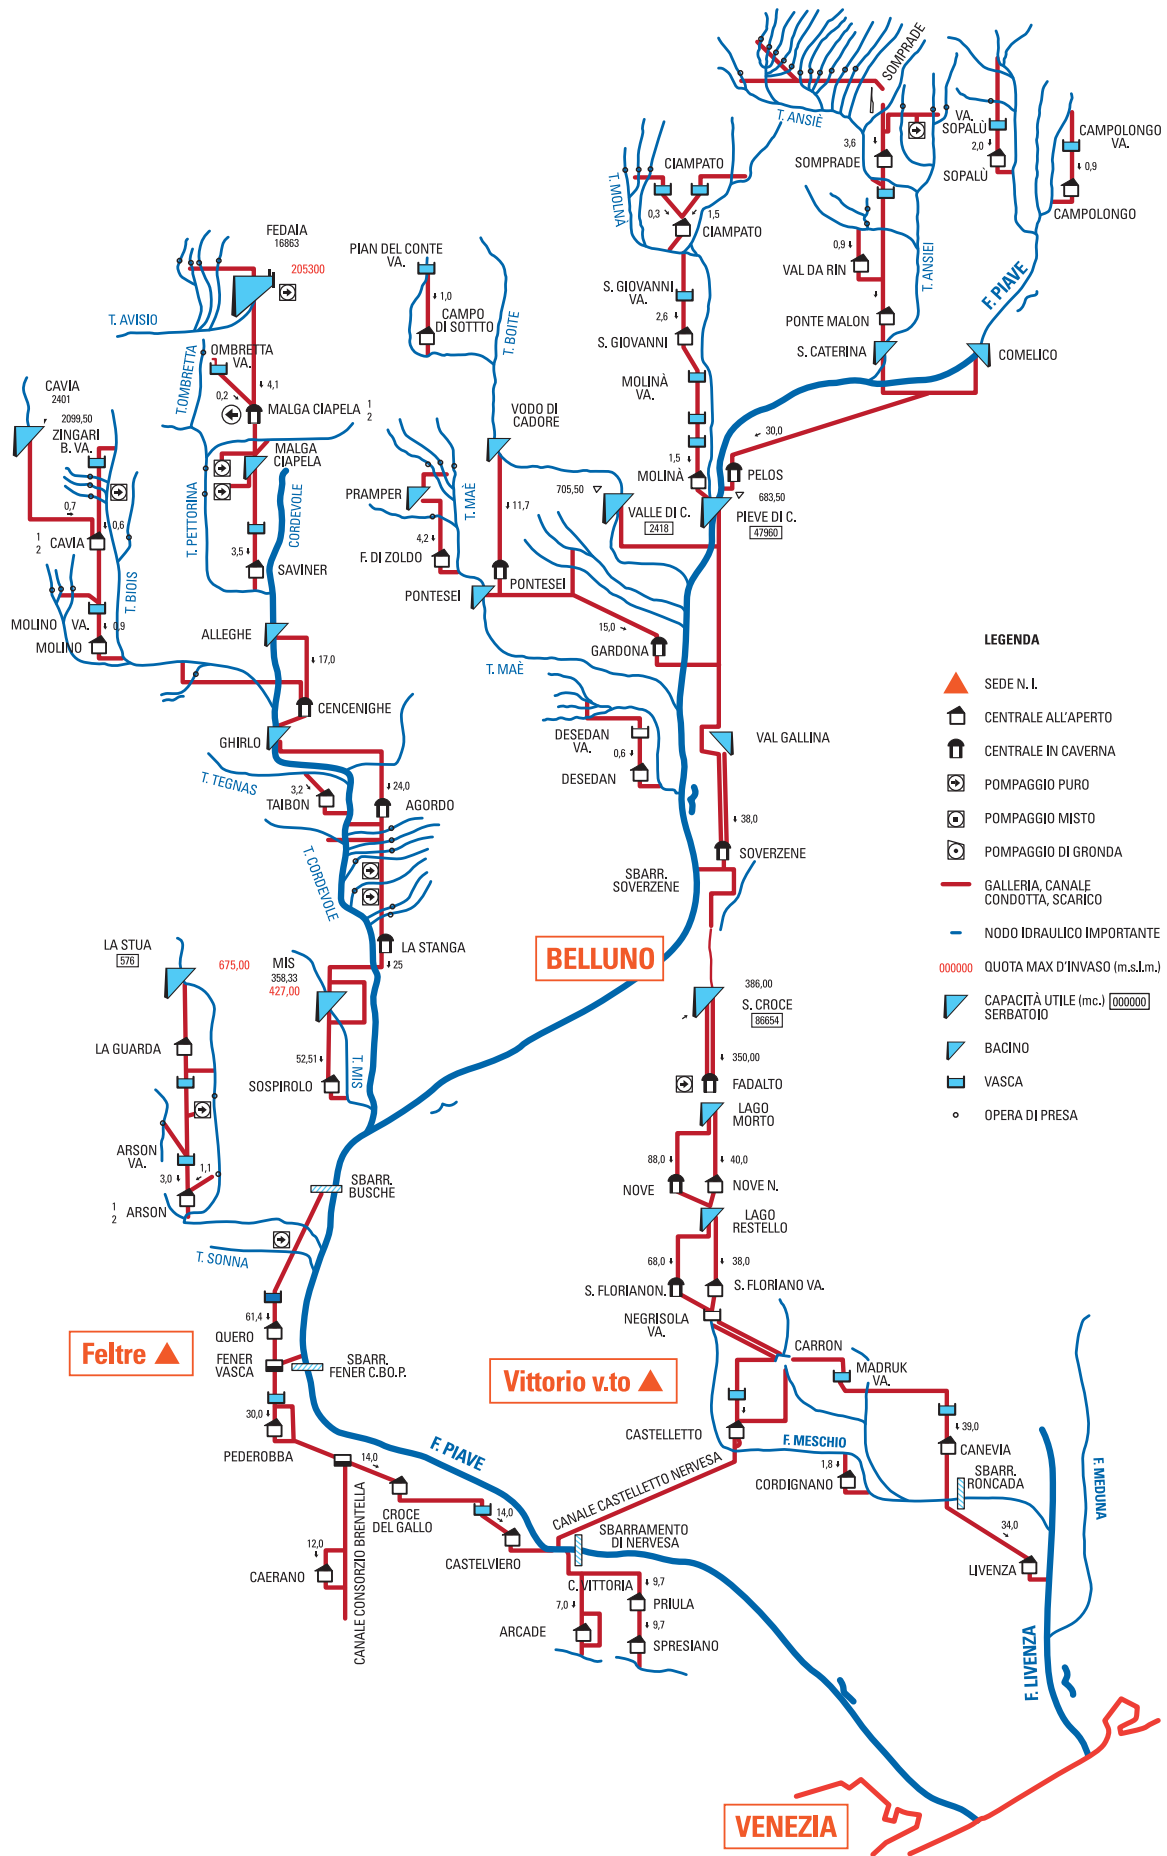 SOMPRADE
T. ANSIÈ
3,6
SOMPRADE
VA.
SOPALÙ
2,0
SOPALÙ
CAMPOLONGO
VA.
0,9
CAMPOLONGO
T. MOLNÀ
CIAMPATO
0,3
1,5
CIAMPATO
0,9
VAL DA RIN
T. ANSIEI
F. PIAVE
PONTE MALON
S. CATERINA
COMELICO
FEDAIA
16863
205300
T. AVISIO
PIAN DEL CONTE
VA.
1,0
CAMPO
DI SOTTTO
T. BOITE
S. GIOVANNI
VA.
2,6
S. GIOVANNI
MOLINÀ
VA.
1,5
MOLINÀ
30,0
PELOS
T.OMBRETTA
OMBRETTA
VA.
0,2
4,1
MALGA CIAPELA
1
2
CAVIA
2401
2099,50
ZINGARI
B. VA.
0,7
0,6
1
2
CAVIA
MALGA
CIAPELA
T. PETTORINA
CORDEVOLE
3,5
SAVINER
VODO DI
CADORE
PRAMPER
T. MAÈ
11,7
4,2
F. DI ZOLDO
705,50
VALLE DI C.
2418
683,50
PIEVE DI C.
47960
PONTESEI
PONTESEI
T. BIOIS
MOLINO VA.
0,9
MOLINO
ALLEGHE
17,0
15,0
GARDONA
T. MAÈ
CENCENIGHE
GHIRLO
T. TEGNAS
3,2
TAIBON
24,0
AGORDO
DESEDAN
VA.
0,6
DESEDAN
VAL GALLINA
38,0
SOVERZENE
SBARR.
SOVERZENE
T. CORDEVOLE
LA STANGA
25
LA STUA
576
675,00
MIS
358,33
427,00
BELLUNO
386,00
S. CROCE
86654
LA GUARDA
52,51
SOSPIROLO
T. MIS
350,00
FADALTO
LAGO
MORTO
ARSON
VA.
3,0
1,1
1
2
ARSON
88,0
40,0
NOVE
NOVE N.
SBARR.
BUSCHE
LAGO
RESTELLO
T. SONNA
68,0
38,0
S. FLORIANON.
S. FLORIANO VA.
NEGRISOLA
VA.
61,4
QUERO
Feltre
FENER
VASCA
SBARR.
FENER C.BO.P.
CARRON
MADRUK
VA.
Vittorio v.to
30,0
PEDEROBBA
F. PIAVE
CASTELLETTO
F. MESCHIO
39,0
CANEVIA
1,8
CORDIGNANO
SBARR.
RONCADA
F. MEDUNA
14,0
CROCE
DEL GALLO
CANALE CASTELLETTO NERVESA
14,0
CASTELVIERO
SBARRAMENTO
DI NERVESA
34,0
LIVENZA
12,0
CAERANO
CANALE CONSORZIO BRENTELLA
C. VITTORIA
7,0
ARCADE
9,7
PRIULA
9,7
SPRESIANO
F. LIVENZA
VENEZIA
LEGENDA
SEDE N. I.
CENTRALE ALL'APERTO
CENTRALE IN CAVERNA
POMPAGGIO PURO
POMPAGGIO MISTO
POMPAGGIO DI GRONDA
GALLERIA, CANALE
CONDOTTA, SCARICO
NODO IDRAULICO IMPORTANTE
000000 QUOTA MAX D'INVASO (m.s.l.m.)
CAPACITÀ UTILE (mc.) 000000
SERBATOIO
BACINO
VASCA
OPERA DI PRESA